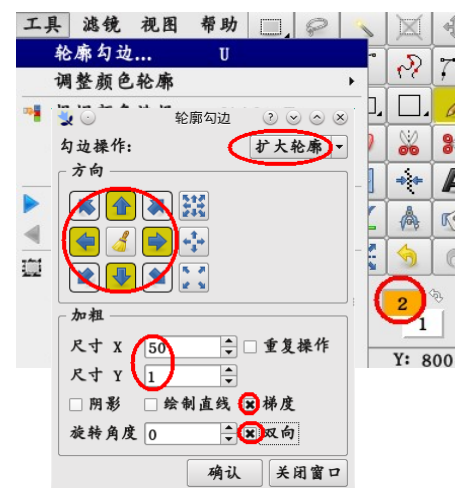 工具 滤镜 视图 帮助
轮廓勾边... U
调整颜色轮廓
轮廓勾边
勾边操作: 扩大轮廓
方向
加粗
尺寸 X 50 重复操作
尺寸 Y 1
阴影 绘制直线 梯度
旋转角度 0 双向
确认 关闭窗口
2
1
Y: 800